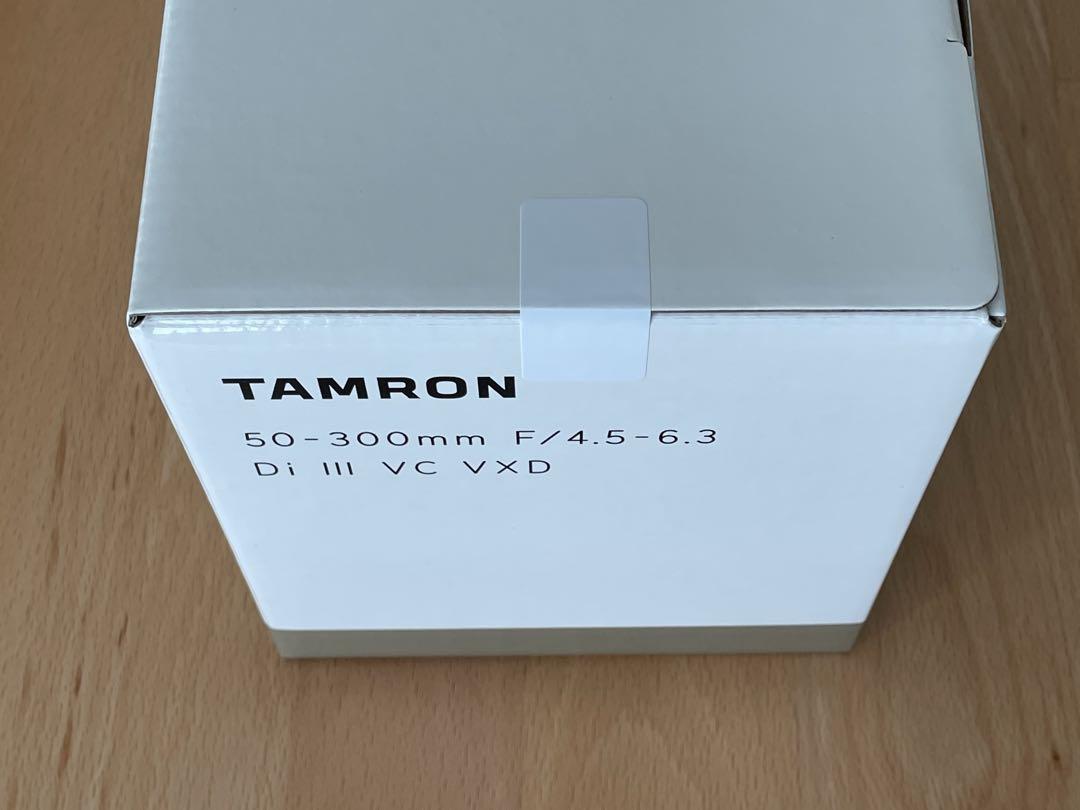 TAMRON
50-300mm F/4.5-6.3
Di III VC VXD